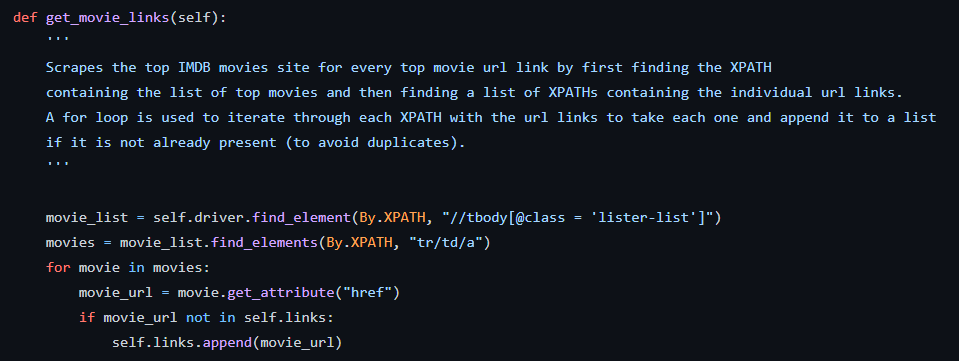 def get_movie_links(self):
    '''
    Scrapes the top IMDB movies site for every top movie url link by first finding the XPATH
    containing the list of top movies and then finding a list of XPATHs containing the individual url links.
    A for loop is used to iterate through each XPATH with the url links to take each one and append it to a list
    if it is not already present (to avoid duplicates).
    '''
    movie_list = self.driver.find_element(By.XPATH, "//tbody[@class = 'lister-list']")
    movies = movie_list.find_elements(By.XPATH, "tr/td/a")
    for movie in movies:
        movie_url = movie.get_attribute("href")
        if movie_url not in self.links:
            self.links.append(movie_url)